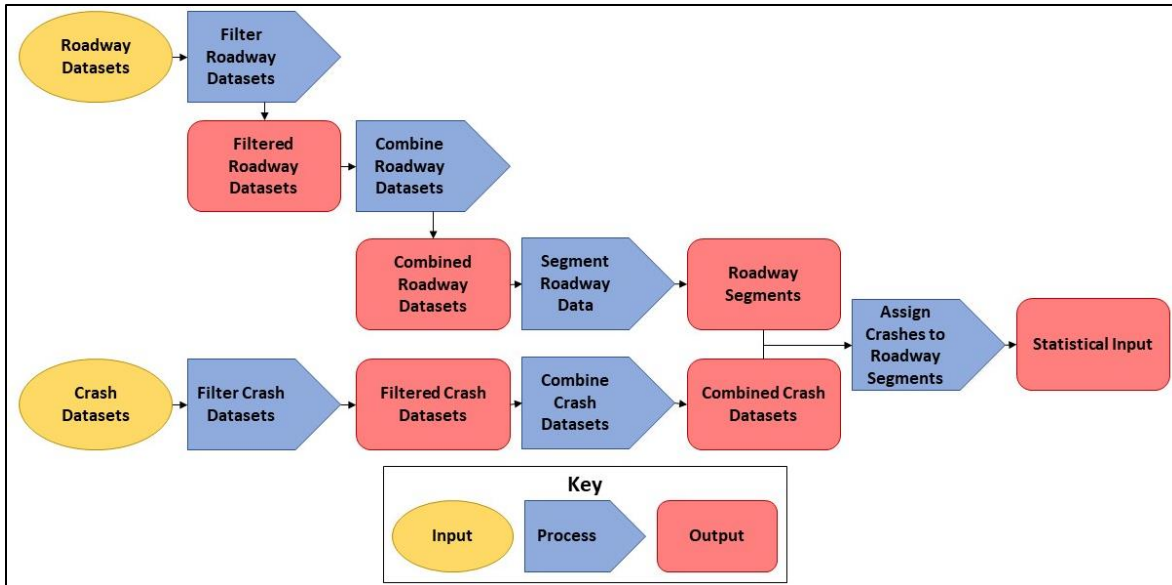 Roadway
Datasets
Filter
Roadway
Datasets
Filtered
Roadway
Datasets
Combine
Roadway
Datasets
Combined
Roadway
Datasets
Segment
Roadway
Data
Roadway
Segments
Assign
Crashes to
Roadway
Segments
Statistical Input
Crash
Datasets
Filter Crash
Datasets
Filtered Crash
Datasets
Combine
Crash
Datasets
Combined Crash
Datasets
Key
Input
Process
Output